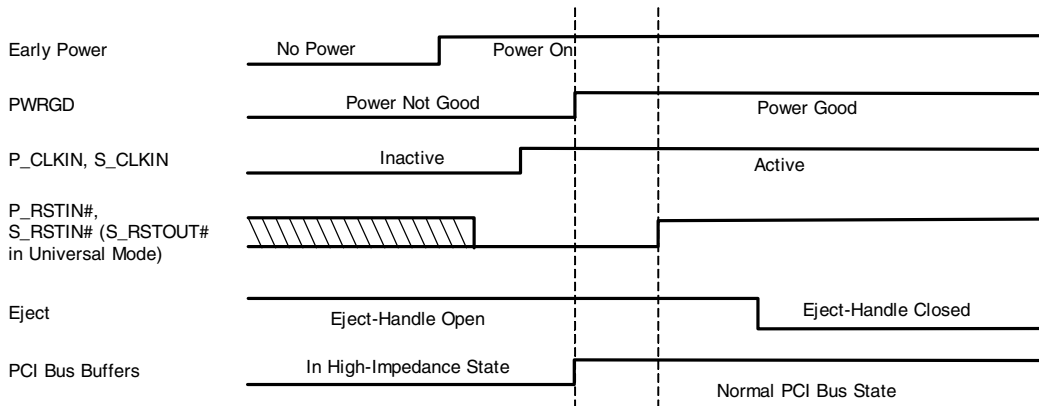 Early Power
No Power
Power On
PWRGD
Power Not Good
Power Good
P_CLKIN, S_CLKIN
Inactive
Active
P_RSTIN#,
S_RSTIN# (S_RSTOUT#
in Universal Mode)
Eject
Eject-Handle Open
Eject-Handle Closed
PCI Bus Buffers
In High-Impedance State
Normal PCI Bus State